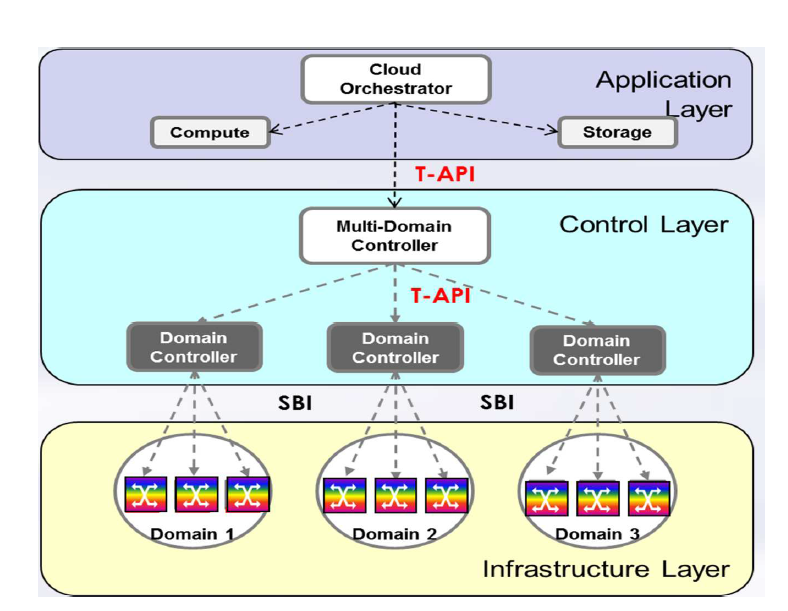 Cloud
Orchestrator
Application
Layer
Compute
Storage
T-API
Multi-Domain
Controller
Control Layer
T-API
Domain
Controller
Domain
Controller
Domain
Controller
SBI
SBI
Domain 1
Domain 2
Domain 3
Infrastructure Layer